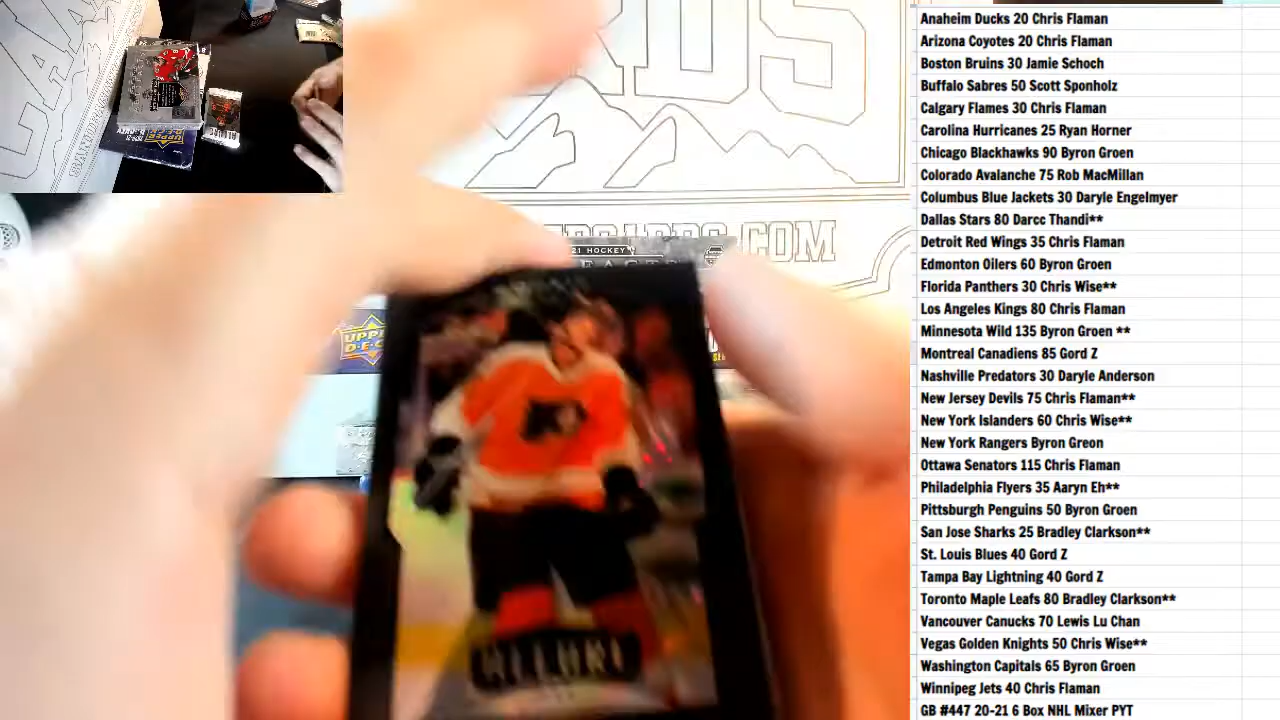 UPPER
DECK
ALLURE
ARDS
CARDS.COM
21 HOCKEY
UPPE
DEC
ALLURE
Anaheim Ducks 20 Chris Flaman
Arizona Coyotes 20 Chris Flaman
Boston Bruins 30 Jamie Schoch
Buffalo Sabres 50 Scott Sponholz
Calgary Flames 30 Chris Flaman
Carolina Hurricanes 25 Ryan Horner
Chicago Blackhawks 90 Byron Groen
Colorado Avalanche 75 Rob MacMillan
Columbus Blue Jackets 30 Daryle Engelmyer
Dallas Stars 80 Darcc Thandi**
Detroit Red Wings 35 Chris Flaman
Edmonton Oilers 60 Byron Groen
Florida Panthers 30 Chris Wise**
Los Angeles Kings 80 Chris Flaman
Minnesota Wild 135 Byron Groen **
Montreal Canadiens 85 Gord Z
Nashville Predators 30 Daryle Anderson
New Jersey Devils 75 Chris Flaman**
New York Islanders 60 Chris Wise**
New York Rangers Byron Greon
Ottawa Senators 115 Chris Flaman
Philadelphia Flyers 35 Aaryn Eh**
Pittsburgh Penguins 50 Byron Groen
San Jose Sharks 25 Bradley Clarkson**
St. Louis Blues 40 Gord Z
Tampa Bay Lightning 40 Gord Z
Toronto Maple Leafs 80 Bradley Clarkson**
Vancouver Canucks 70 Lewis Lu Chan
Vegas Golden Knights 50 Chris Wise**
Washington Capitals 65 Byron Groen
Winnipeg Jets 40 Chris Flaman
GB #447 20-21 6 Box NHL Mixer PYT